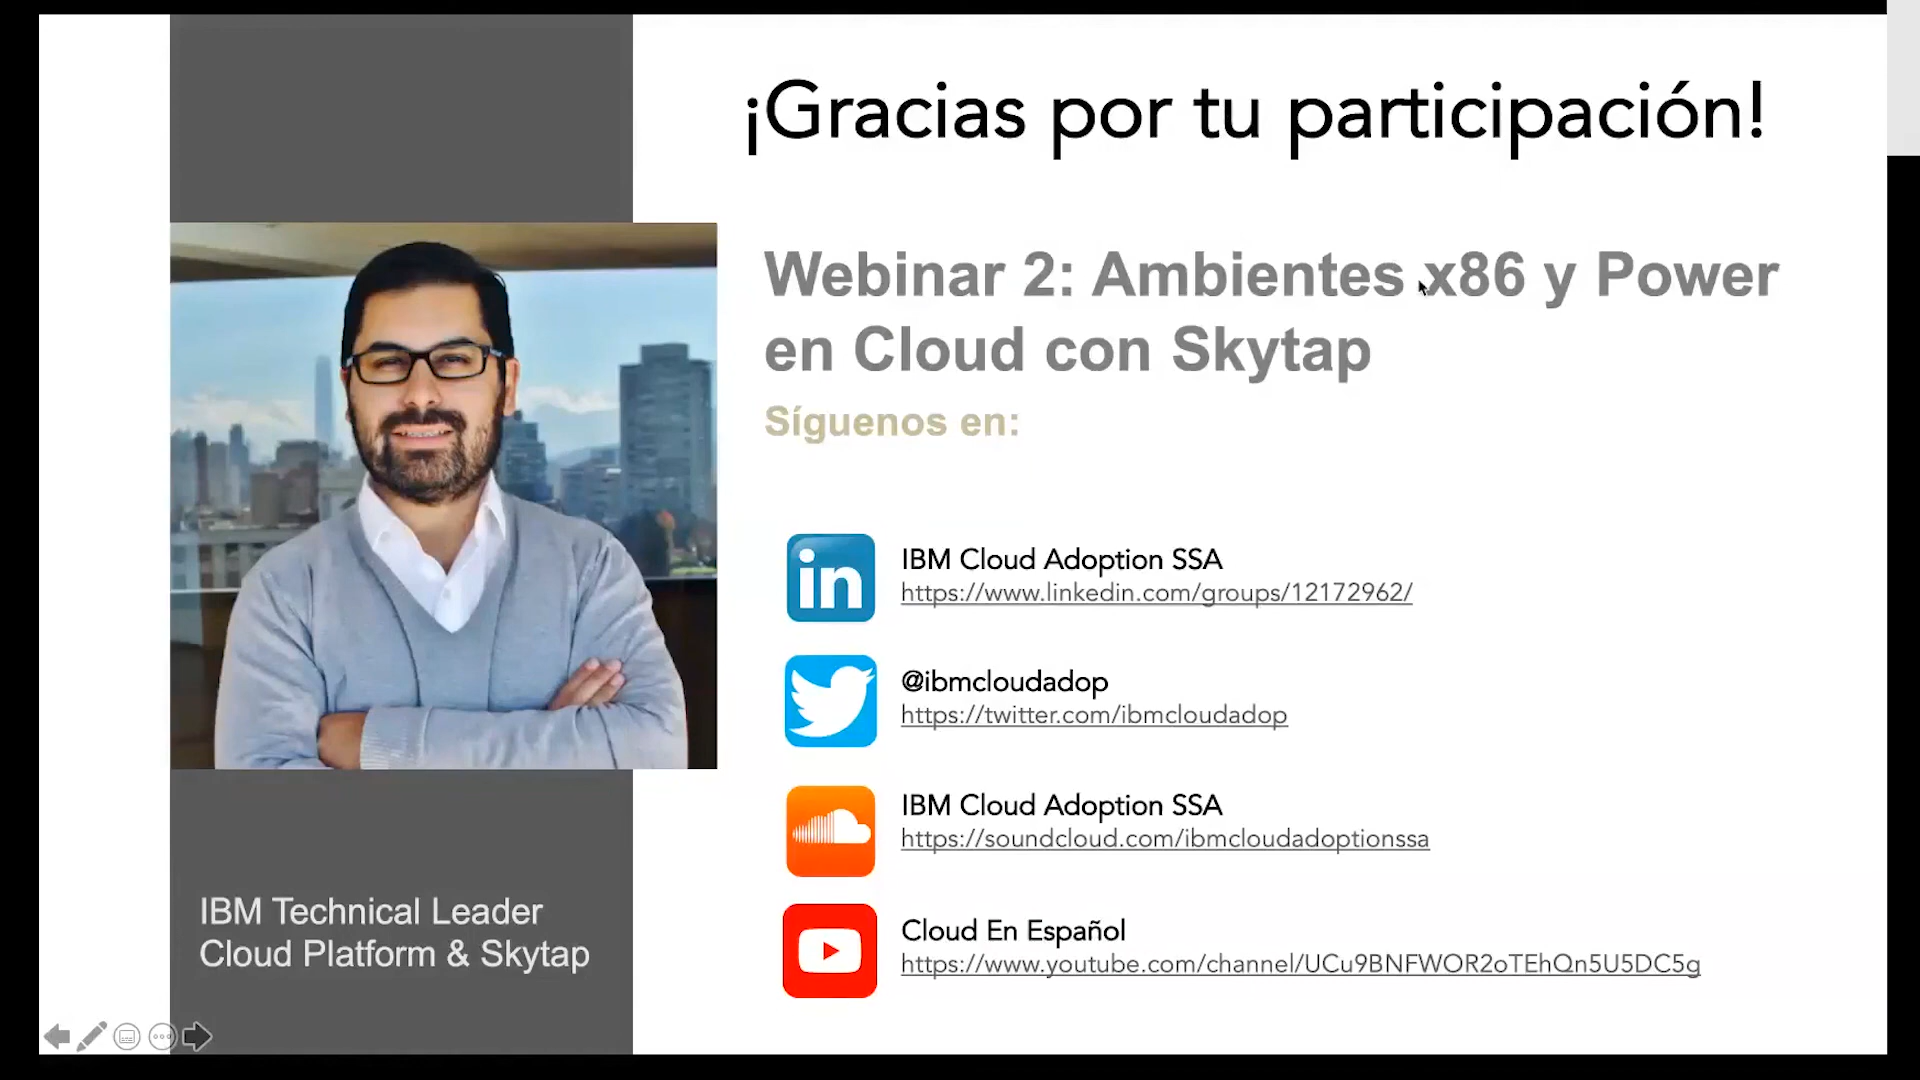 ¡Gracias por tu participación!
Webinar 2: Ambientes x86 y Power
en Cloud con Skytap
Síguenos en:
in
IBM Cloud Adoption SSA
https://www.linkedin.com/groups/12172962/
@ibmcloudadop
https://twitter.com/ibmcloudadop
IBM Cloud Adoption SSA
https://soundcloud.com/ibmcloudadoptionssa
Cloud En Español
https://www.youtube.com/channel/UCu9BNFWOR2oTEhQn5U5DC5g
IBM Technical Leader
Cloud Platform & Skytap